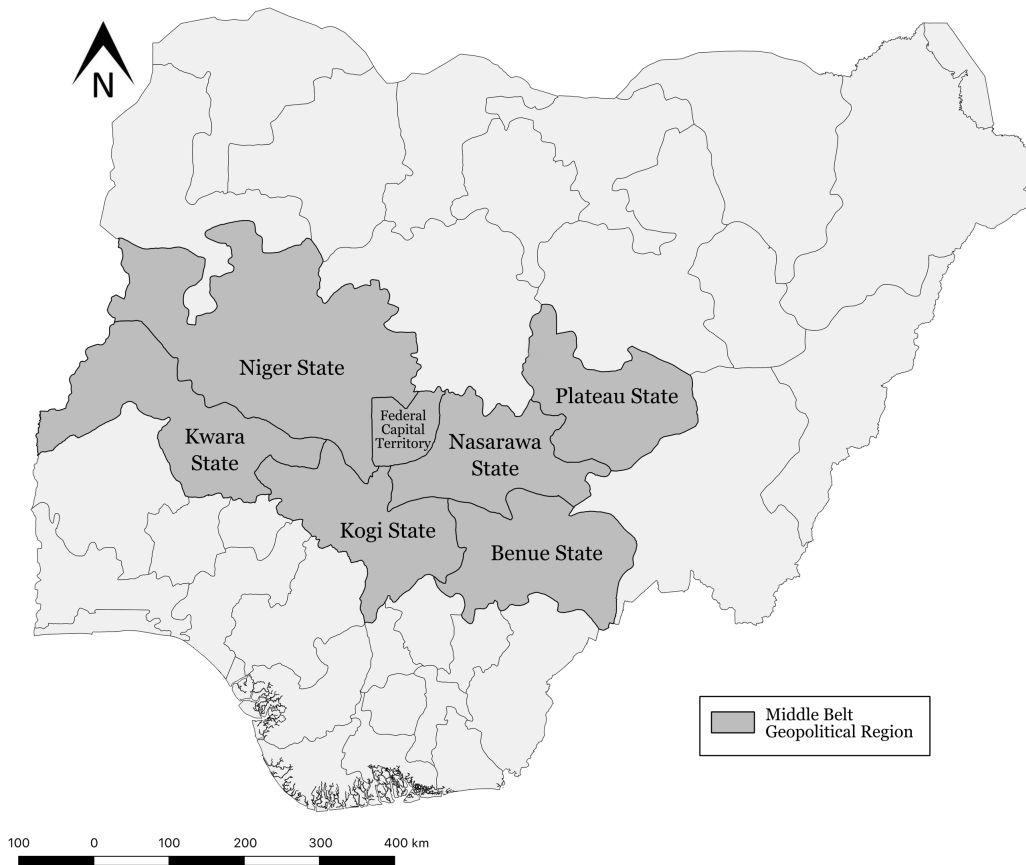 N
Niger State
Plateau State
Federal
Capital
Territory
Kwara
State
Nasarawa
State
Kogi State
Benue State
Middle Belt
Geopolitical Region
100 0 100 200 300 400 km